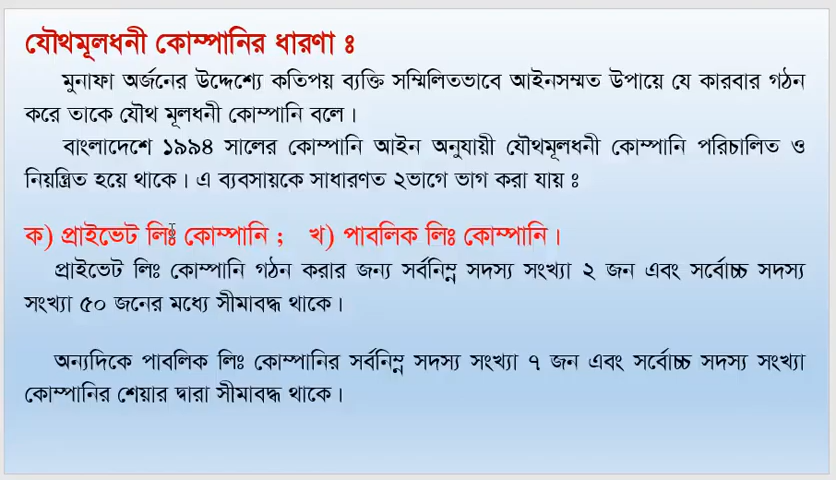 যৌথমূলধনী কোম্পানির ধারণা ঃ
মুনাফা অর্জনের উদ্দেশ্যে কতিপয় ব্যক্তি সম্মিলিতভাবে আইনসম্মত উপায়ে যে কারবার গঠন
করে তাকে যৌথ মূলধনী কোম্পানি বলে।
বাংলাদেশে ১৯৯৪ সালের কোম্পানি আইন অনুযায়ী যৌথমূলধনী কোম্পানি পরিচালিত ও
নিয়ন্ত্রিত হয়ে থাকে। এ ব্যবসায়কে সাধারণত ২ভাগে ভাগ করা যায় ঃ
ক) প্রাইভেট লিঃ কোম্পানি ; খ) পাবলিক লিঃ কোম্পানি।
প্রাইভেট লিঃ কোম্পানি গঠন করার জন্য সর্বনিম্ন সদস্য সংখ্যা ২ জন এবং সর্বোচ্চ সদস্য
সংখ্যা ৫০ জনের মধ্যে সীমাবদ্ধ থাকে।
অন্যদিকে পাবলিক লিঃ কোম্পানির সর্বনিম্ন সদস্য সংখ্যা ৭ জন এবং সর্বোচ্চ সদস্য সংখ্যা
কোম্পানির শেয়ার দ্বারা সীমাবদ্ধ থাকে।